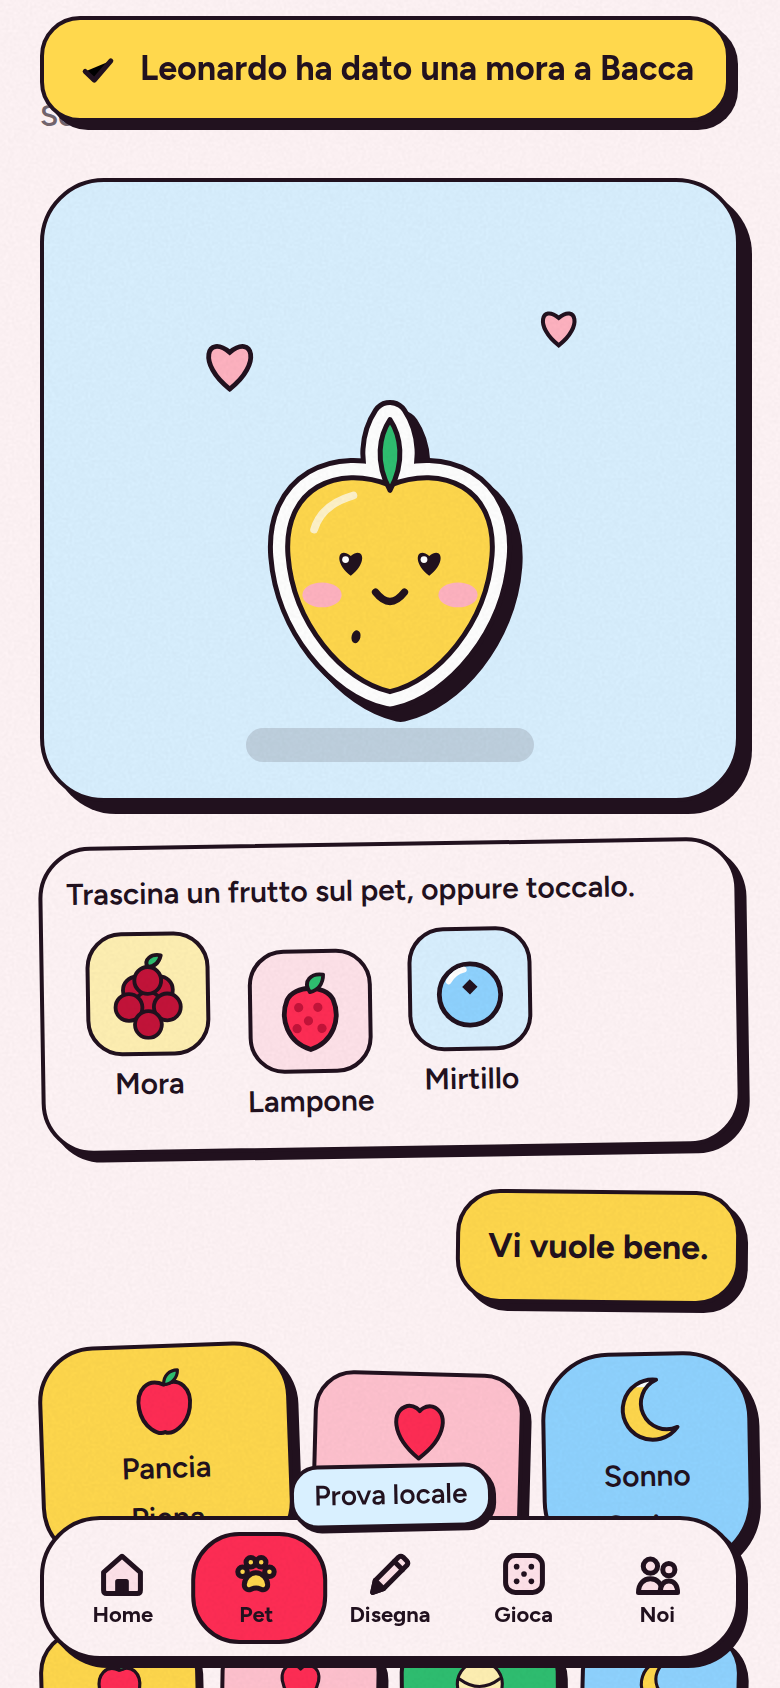 Leonardo ha dato una mora a Bacca
Trascina un frutto sul pet, oppure toccalo.
Mora
Lampone
Mirtillo
Vi vuole bene.
Pancia
Piena
Sonno
Prova locale
Home
Pet
Disegna
Gioca
Noi